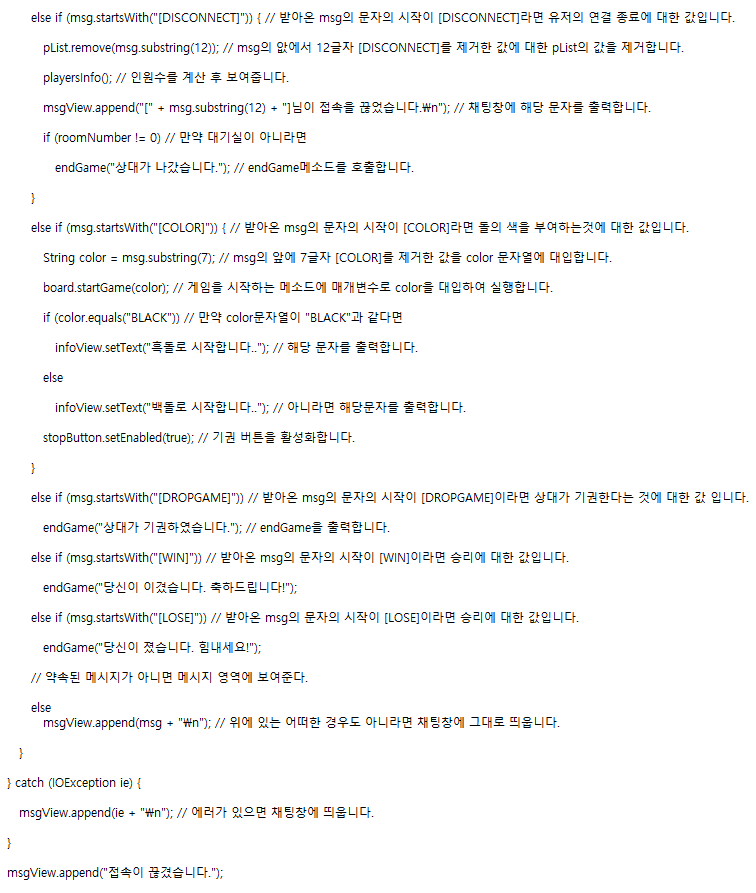 else if (msg.startsWith("[DISCONNECT]")) { // 받아온 msg의 문자의 시작이 [DISCONNECT]라면 유저의 연결 종료에 대한 값입니다.
pList.remove(msg.substring(12)); // msg의 앖에서 12글자 [DISCONNECT]를 제거한 값에 대한 pList의 값을 제거합니다.
playersInfo(); // 인원수를 계산 후 보여줍니다.
msgView.append("[" + msg.substring(12) + "]님이 접속을 끊었습니다.₩n"); // 채팅창에 해당 문자를 출력합니다.
if (roomNumber != 0) // 만약 대기실이 아니라면
endGame("상대가 나갔습니다."); // endGame메소드를 호출합니다.
}
else if (msg.startsWith("[COLOR]")) { // 받아온 msg의 문자의 시작이 [COLOR]라면 돌의 색을 부여하는것에 대한 값입니다.
String color = msg.substring(7); // msg의 앞에 7글자 [COLOR]를 제거한 값을 color 문자열에 대입합니다.
board.startGame(color); // 게임을 시작하는 메소드에 매개변수로 color을 대입하여 실행합니다.
if (color.equals("BLACK")) // 만약 color문자열이 "BLACK"과 같다면
infoView.setText("흑돌로 시작합니다.."); // 해당 문자를 출력합니다.
else
infoView.setText("백돌로 시작합니다.."); // 아니라면 해당문자를 출력합니다.
stopButton.setEnabled(true); // 기권 버튼을 활성화합니다.
}
else if (msg.startsWith("[DROPGAME]")) // 받아온 msg의 문자의 시작이 [DROPGAME]이라면 상대가 기권한다는 것에 대한 값 입니다.
endGame("상대가 기권하였습니다."); // endGame을 출력합니다.
else if (msg.startsWith("[WIN]")) // 받아온 msg의 문자의 시작이 [WIN]이라면 승리에 대한 값입니다.
endGame("당신이 이겼습니다. 축하드립니다!");
else if (msg.startsWith("[LOSE]")) // 받아온 msg의 문자의 시작이 [LOSE]이라면 승리에 대한 값입니다.
endGame("당신이 졌습니다. 힘내세요!");
// 약속된 메시지가 아니면 메시지 영역에 보여준다.
else
msgView.append(msg + "₩n"); // 위에 있는 어떠한 경우도 아니라면 채팅창에 그대로 띄웁니다.
}
} catch (IOException ie) {
msgView.append(ie + "₩n"); // 에러가 있으면 채팅창에 띄웁니다.
}
msgView.append("접속이 끊겼습니다.");